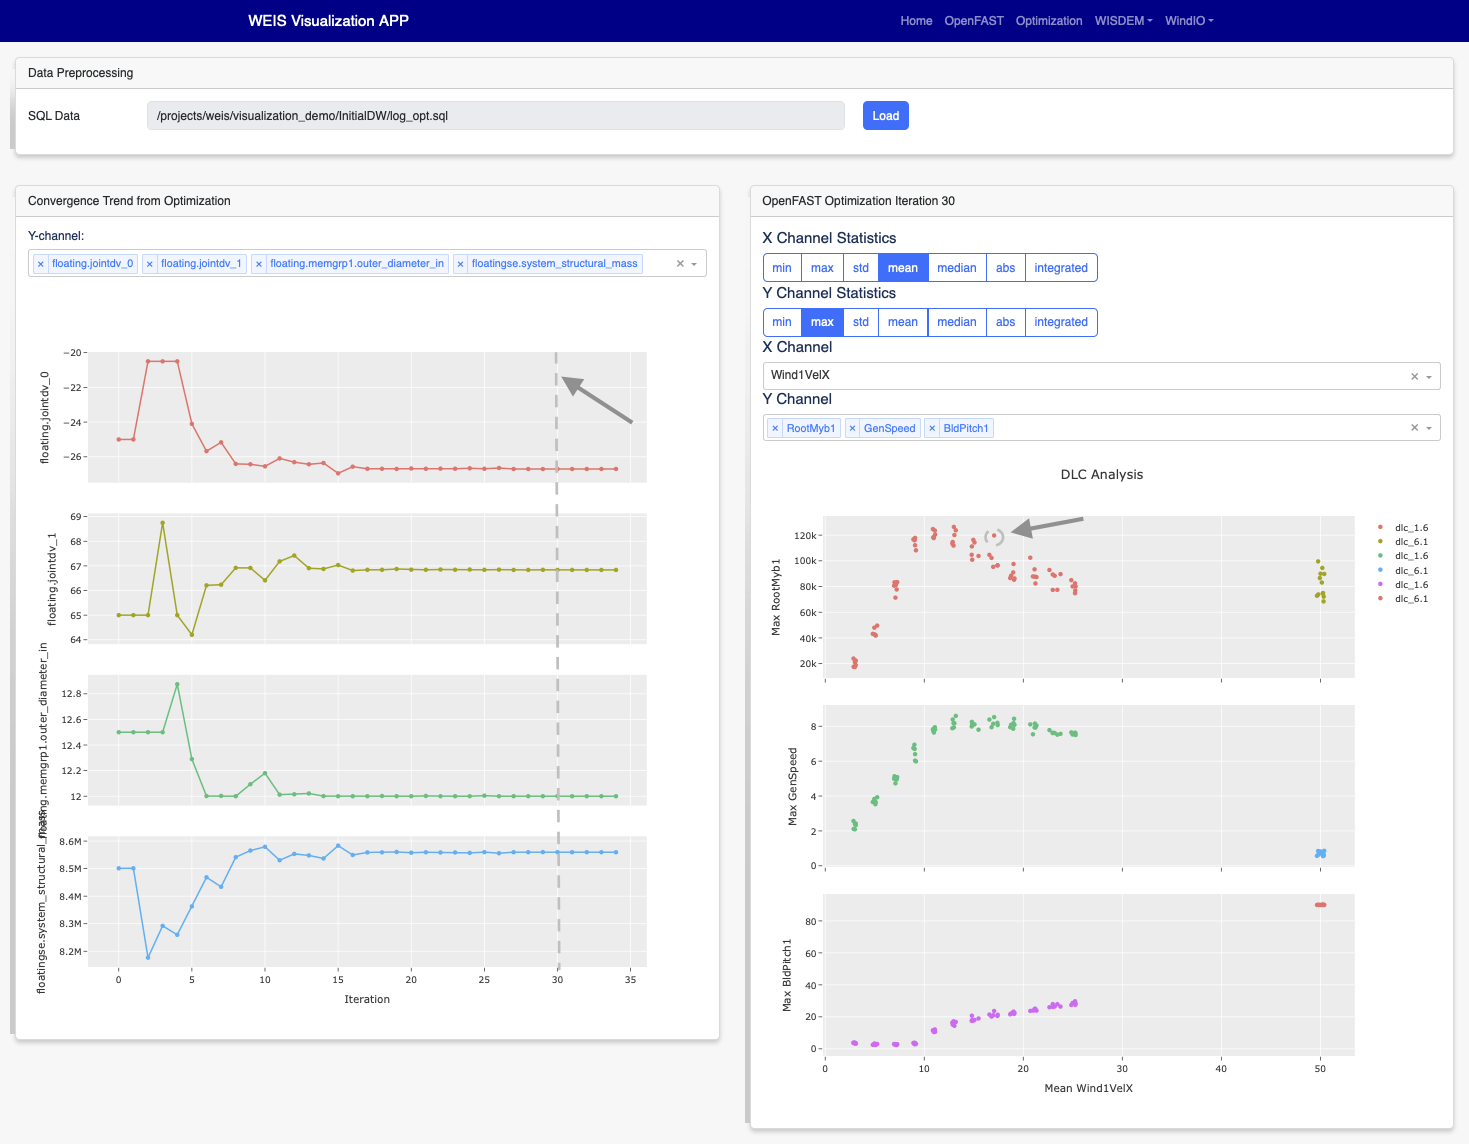 WEIS Visualization APP
Home OpenFAST Optimization WISDEM WindIO
Data Preprocessing
SQL Data /projects/weis/visualization_demo/InitialDW/log_opt.sql Load
Convergence Trend from Optimization
Y-channel:
× floating.jointdv_0 × floating.jointdv_1 × floating.memgrp1.outer_diameter_in × floatingse.system_structural_mass ×
−20
−22
−24
−26
floating.jointdv_0
69
68
67
66
65
64
floating.jointdv_1
12.8
12.6
12.4
12.2
12
floating.memgrp1.outer_diameter_in
8.6M
8.5M
8.4M
8.3M
8.2M
floatingse.system_structural_mass
0 5 10 15 20 25 30 35
Iteration
OpenFAST Optimization Iteration 30
X Channel Statistics
min max std mean median abs integrated
Y Channel Statistics
min max std mean median abs integrated
X Channel
Wind1VelX ×
Y Channel
× RootMyb1 × GenSpeed × BldPitch1 ×
DLC Analysis
120k
100k
80k
60k
40k
20k
Max RootMyb1
dlc_1.6
dlc_6.1
dlc_1.6
dlc_6.1
dlc_1.6
dlc_6.1
8
6
4
2
0
Max GenSpeed
80
60
40
20
0
Max BldPitch1
0 10 20 30 40 50
Mean Wind1VelX